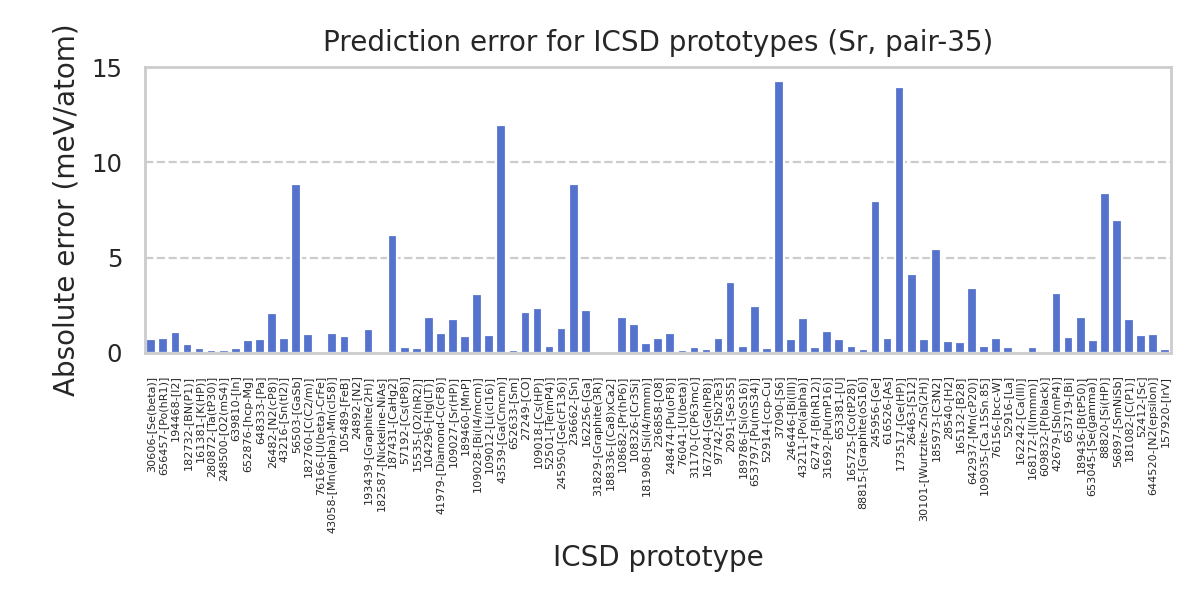 Prediction error for ICSD prototypes (Sr, pair-35)
Absolute error (meV/atom)
15
10
5
0
30606-[Se(beta)]
656457-[Po(hR1)]
194468-[I2]
182732-[BN(P1)]
161381-[K(HP)]
280872-[Ga(tP30)]
248500-[O2(mS4)]
639810-[In]
652876-[hcp-Mg]
648333-[Pa]
26482-[N2(cP8)]
43216-[Sn(tI2)]
56503-[GaSb]
182760-[C(C2/m)]
76166-[U(beta)-CrFe]
43058-[Mn(alpha)-Mn(cI58)]
105489-[FeB]
24892-[N2]
193439-[Graphite(2H)]
182587-[Nickeline-NiAs]
187431-[CaHg2]
57192-[Cs(tP8)]
15535-[O2(hR2)]
104296-[Hg(LT)]
41979-[Diamond-C(cF8)]
109027-[Sr(HP)]
189460-[MnP]
109028-[Bi(I4/mcm)]
109012-[Li(cI16)]
43539-[Ga(Cmcm)]
652633-[Sm]
27249-[CO]
109018-[Cs(HP)]
52501-[Te(mP4)]
245950-[Ge(cF136)]
236662-[Sn]
162256-[Ga]
31829-[Graphite(3R)]
188336-[(Ca8)xCa2]
108682-[Pr(hP6)]
108326-[Cr3Si]
181908-[Si(I4/mmm)]
236858-[O8]
248474-[Pu(oF8)]
76041-[U(beta)]
31170-[C(P63mc)]
167204-[Ge(hP8)]
97742-[Sb2Te3]
2091-[Se3S5]
189786-[Si(oS16)]
653797-[Pu(mS34)]
52914-[ccp-Cu]
37090-[S6]
246446-[Bi(III)]
43211-[Po(alpha)]
62747-[B(hR12)]
31692-[Pu(mP16)]
653381-[U]
165725-[Co(tP28)]
88815-[Graphite(oS16)]
245956-[Ge]
616526-[As]
173517-[Ge(HP)]
26463-[S12]
30101-[Wurtzite-ZnS(2H)]
185973-[C3N2]
28540-[H2]
165132-[B28]
642937-[Mn(cP20)]
109035-[Ca.15Sn.85]
76156-[bcc-W]
52916-[La]
162242-[Ca(III)]
168172-[I(Immm)]
609832-[P(black)]
42679-[Sb(mP4)]
653719-[Bi]
189436-[B(tP50)]
653045-[Se(gamma)]
88820-[Si(HP)]
56897-[SmNiSb]
181082-[C(P1)]
52412-[Sc]
644520-[N2(epsilon)]
157920-[IrV]
ICSD prototype